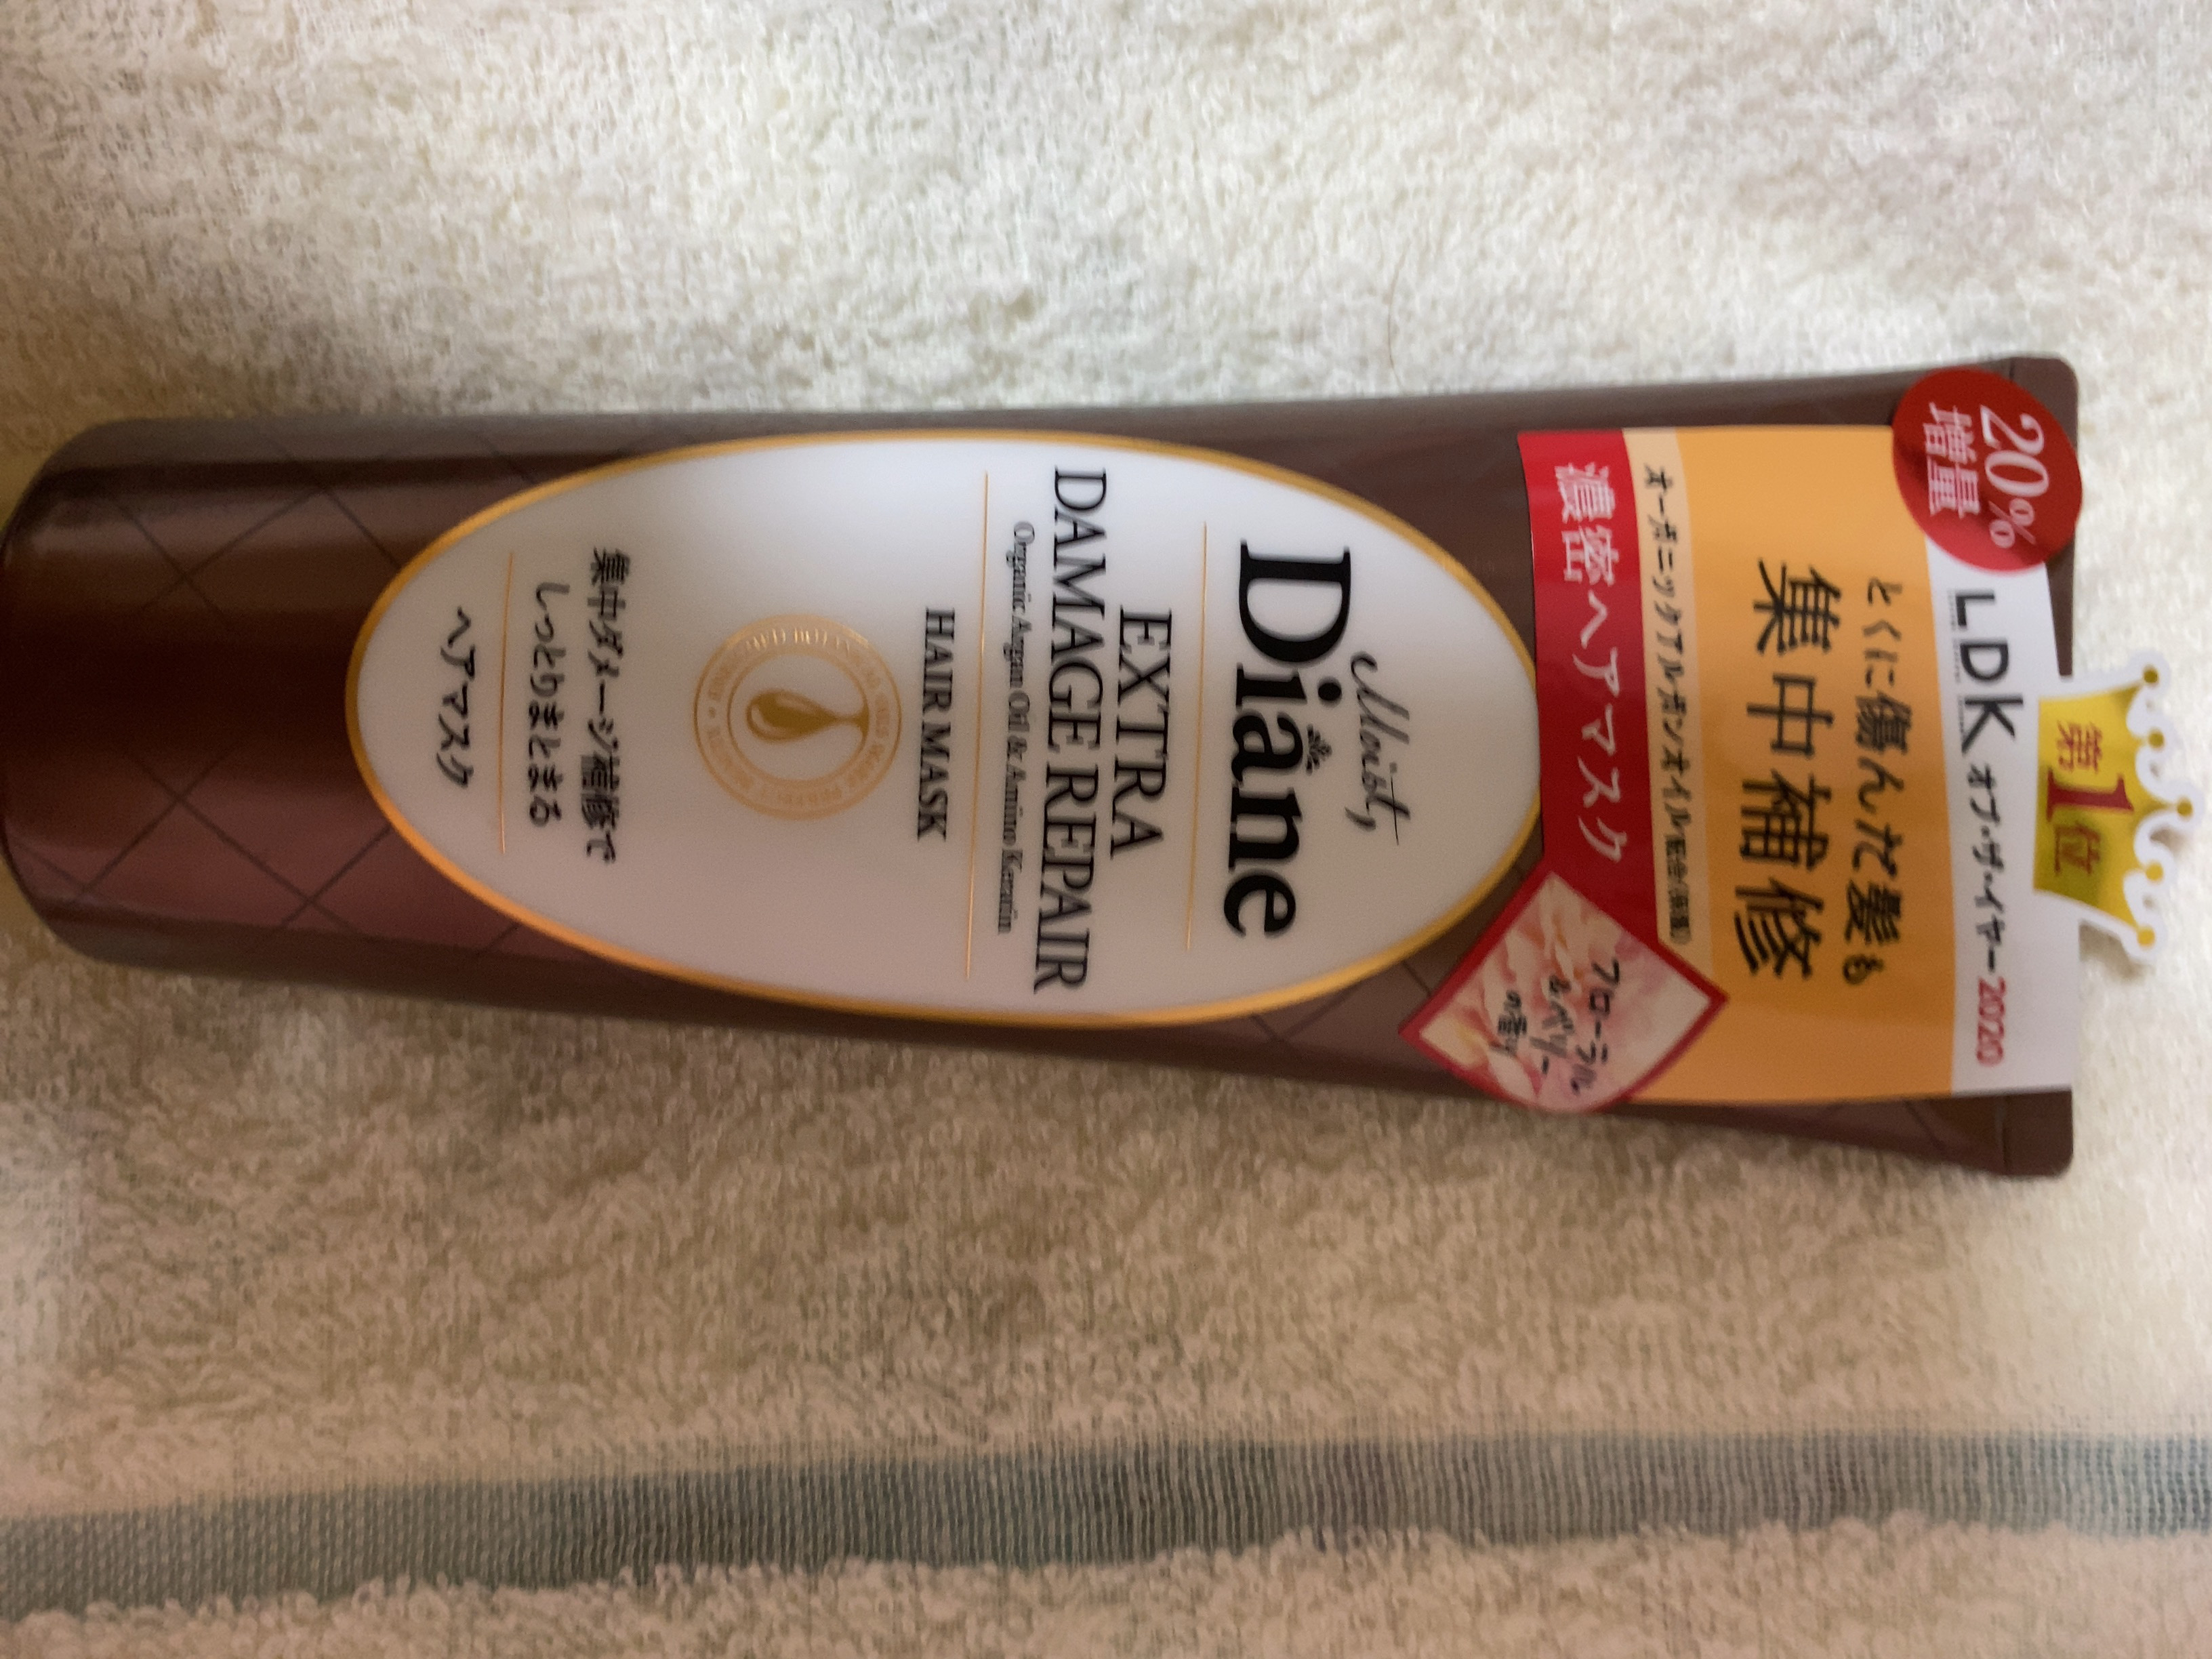 第1位
20%
増量
LDK オブ・ザ・イヤー2020
とくに傷んだ髪も
集中補修
オーガニックアルガンオイル配合(保湿)
濃密ヘアマスク
フローラル
&ベリー
の香り
Moist,
Diane
EXTRA
DAMAGE REPAIR
Organic Argan Oil & Amino Keratin
HAIR MASK
集中ダメージ補修で
しっとりまとまる
ヘアマスク